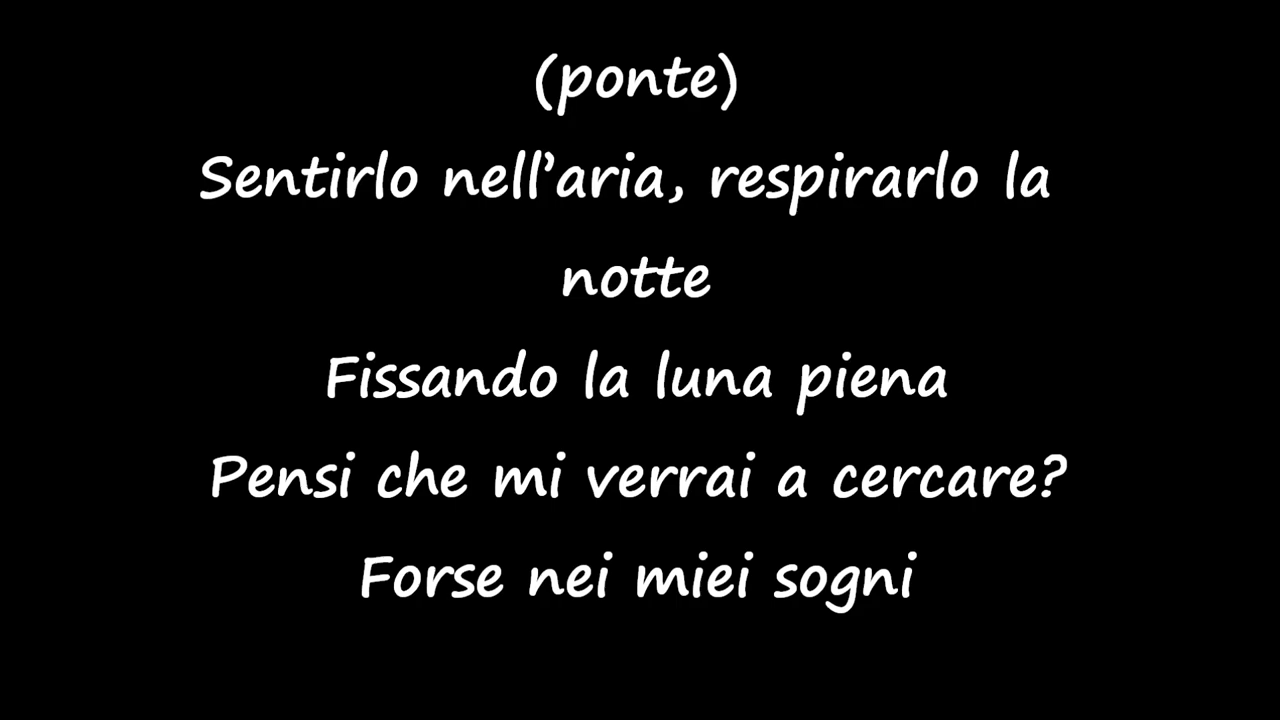 (ponte)
Sentirlo nell’aria, respirarlo la
notte
Fissando la luna piena
Pensi che mi verrai a cercare?
Forse nei miei sogni